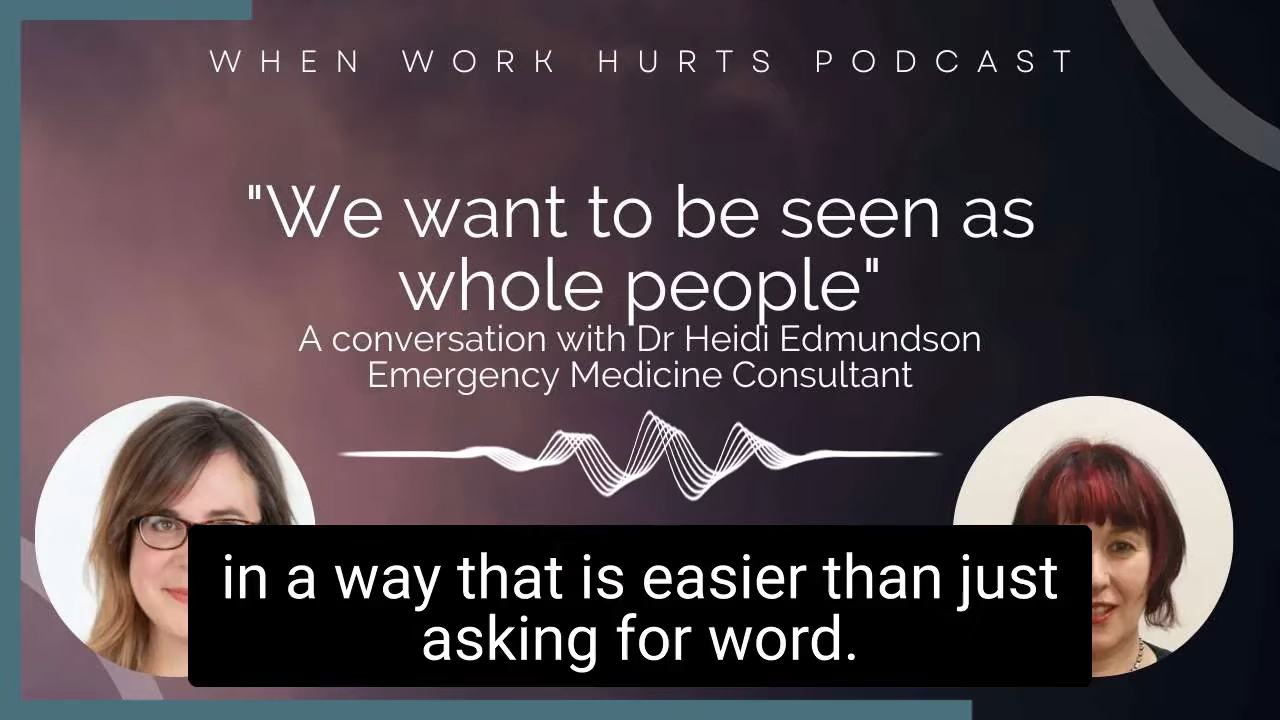 WHEN WORK HURTS PODCAST
"We want to be seen as
whole people"
A conversation with Dr Heidi Edmundson
Emergency Medicine Consultant
in a way that is easier than just
asking for word.